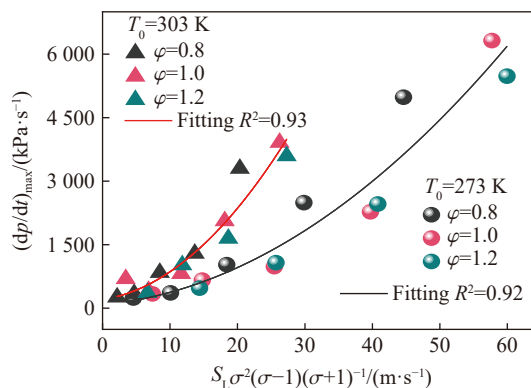 T₀=303 K
φ=0.8
φ=1.0
φ=1.2
Fitting R²=0.93
T₀=273 K
φ=0.8
φ=1.0
φ=1.2
Fitting R²=0.92
(dp/dt)max/(kPa·s⁻¹)
6 000
4 500
3 000
1 500
0
0 10 20 30 40 50 60
S_Lσ²(σ−1)(σ+1)⁻¹/(m·s⁻¹)